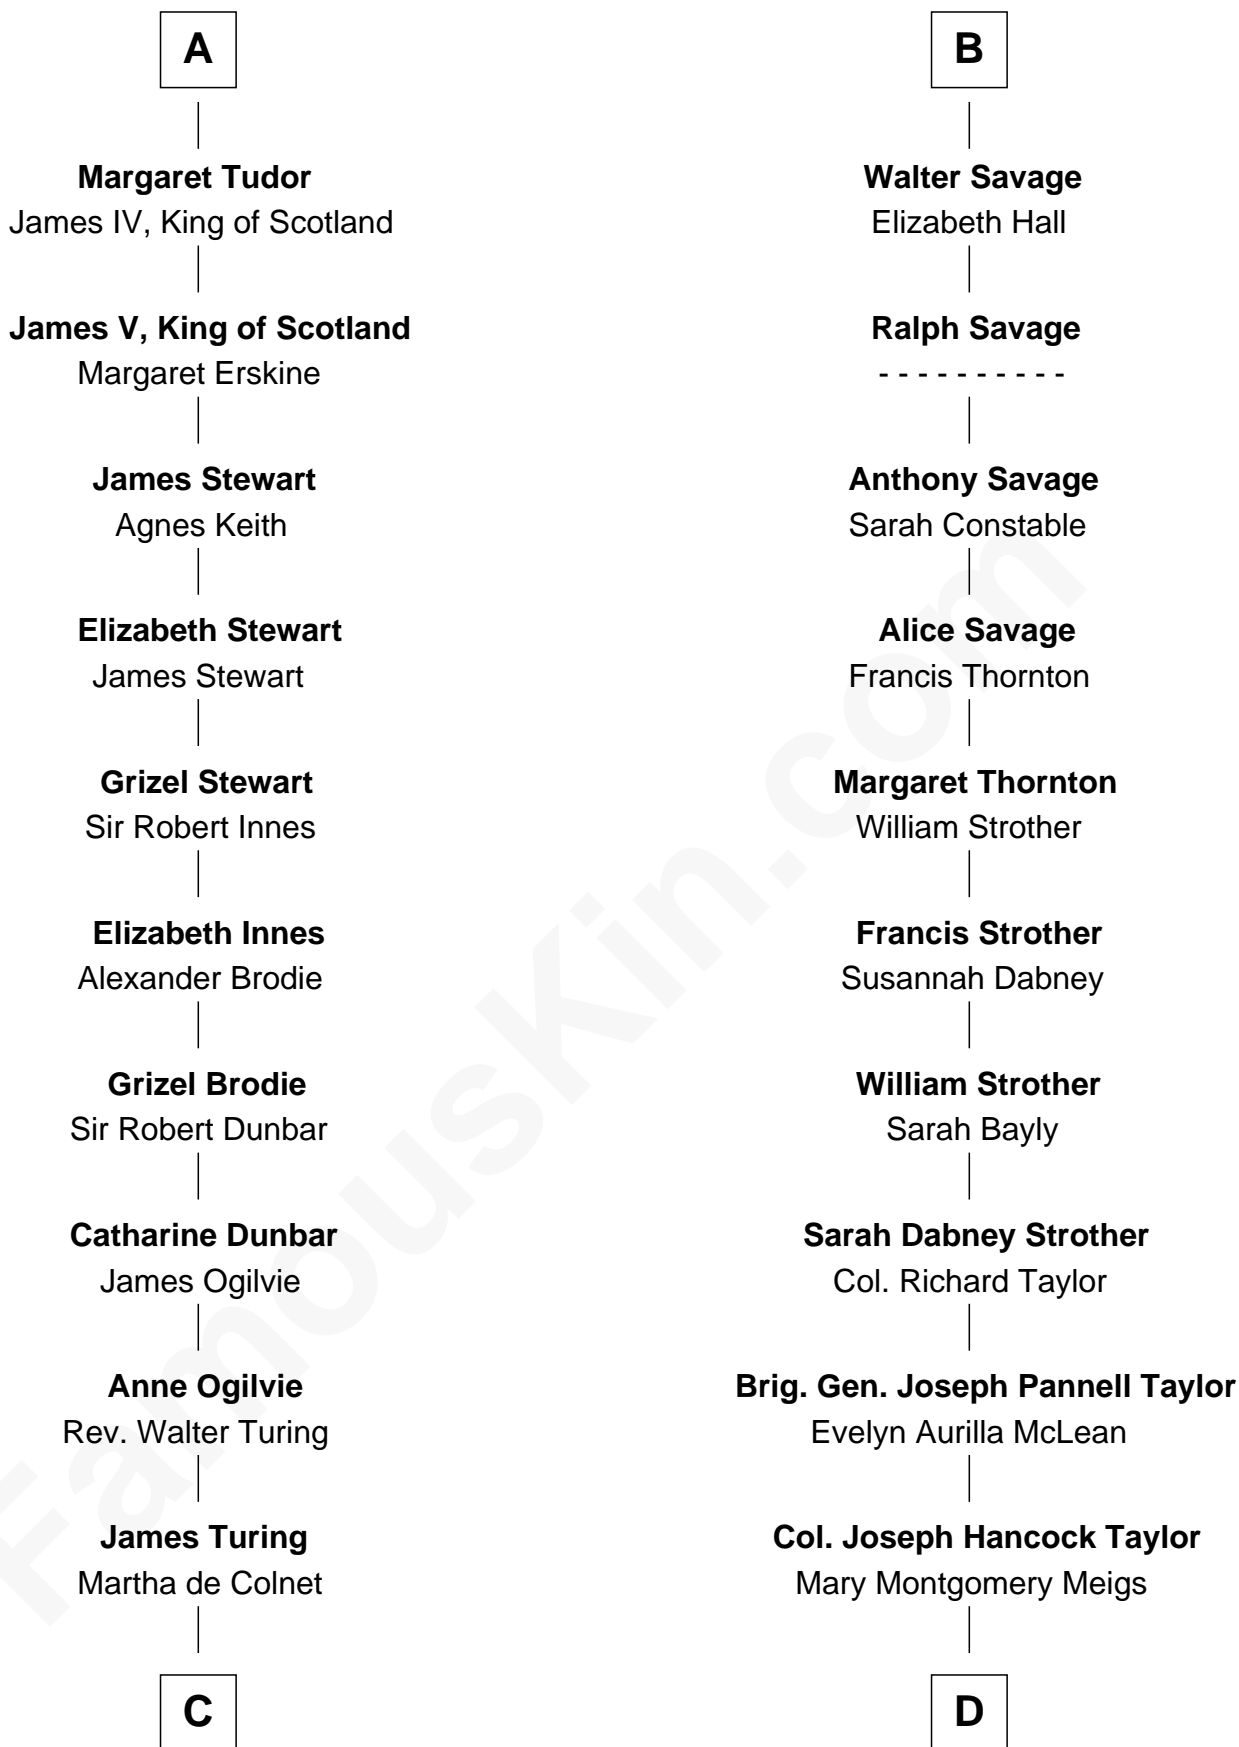 A
Margaret Tudor
James IV, King of Scotland
James V, King of Scotland
Margaret Erskine
James Stewart
Agnes Keith
Elizabeth Stewart
James Stewart
Grizel Stewart
Sir Robert Innes
Elizabeth Innes
Alexander Brodie
Grizel Brodie
Sir Robert Dunbar
Catharine Dunbar
James Ogilvie
Anne Ogilvie
Rev. Walter Turing
James Turing
Martha de Colnet
C
B
Walter Savage
Elizabeth Hall
Ralph Savage
- - - - - - - - - -
Anthony Savage
Sarah Constable
Alice Savage
Francis Thornton
Margaret Thornton
William Strother
Francis Strother
Susannah Dabney
William Strother
Sarah Bayly
Sarah Dabney Strother
Col. Richard Taylor
Brig. Gen. Joseph Pannell Taylor
Evelyn Aurilla McLean
Col. Joseph Hancock Taylor
Mary Montgomery Meigs
D
FamousKin.com